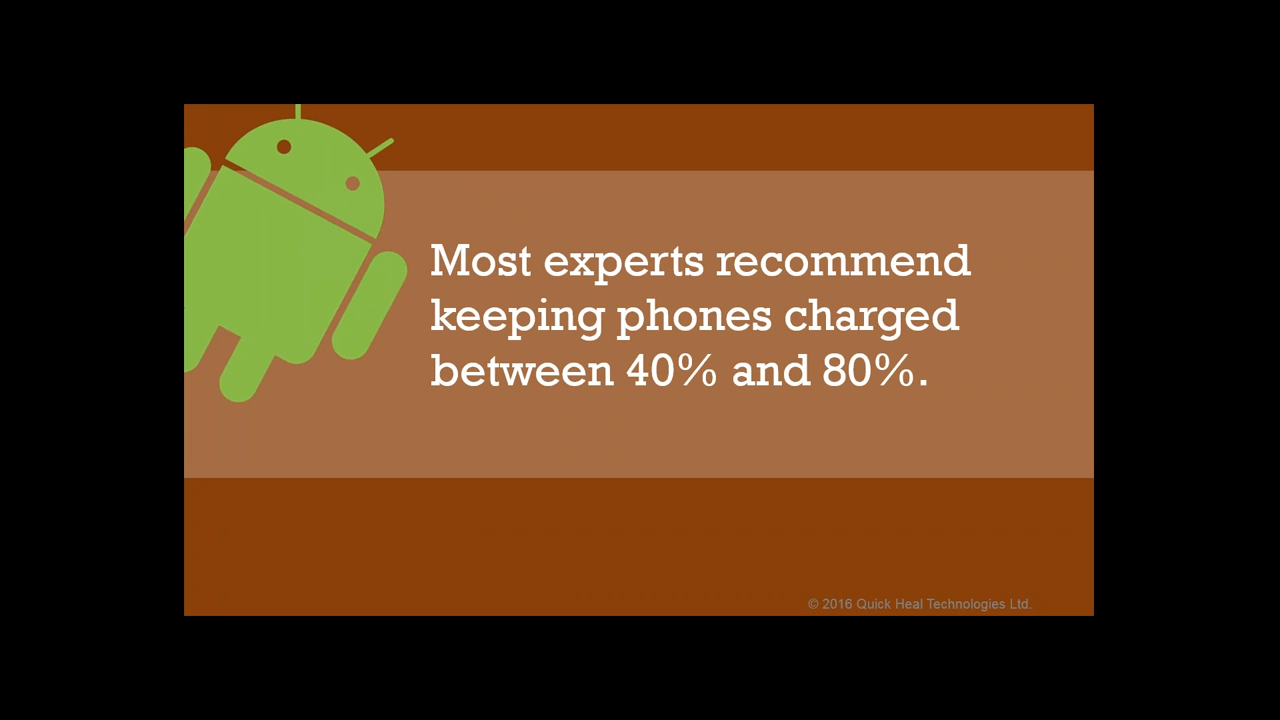 Most experts recommend
keeping phones charged
between 40% and 80%.
© 2016 Quick Heal Technologies Ltd.